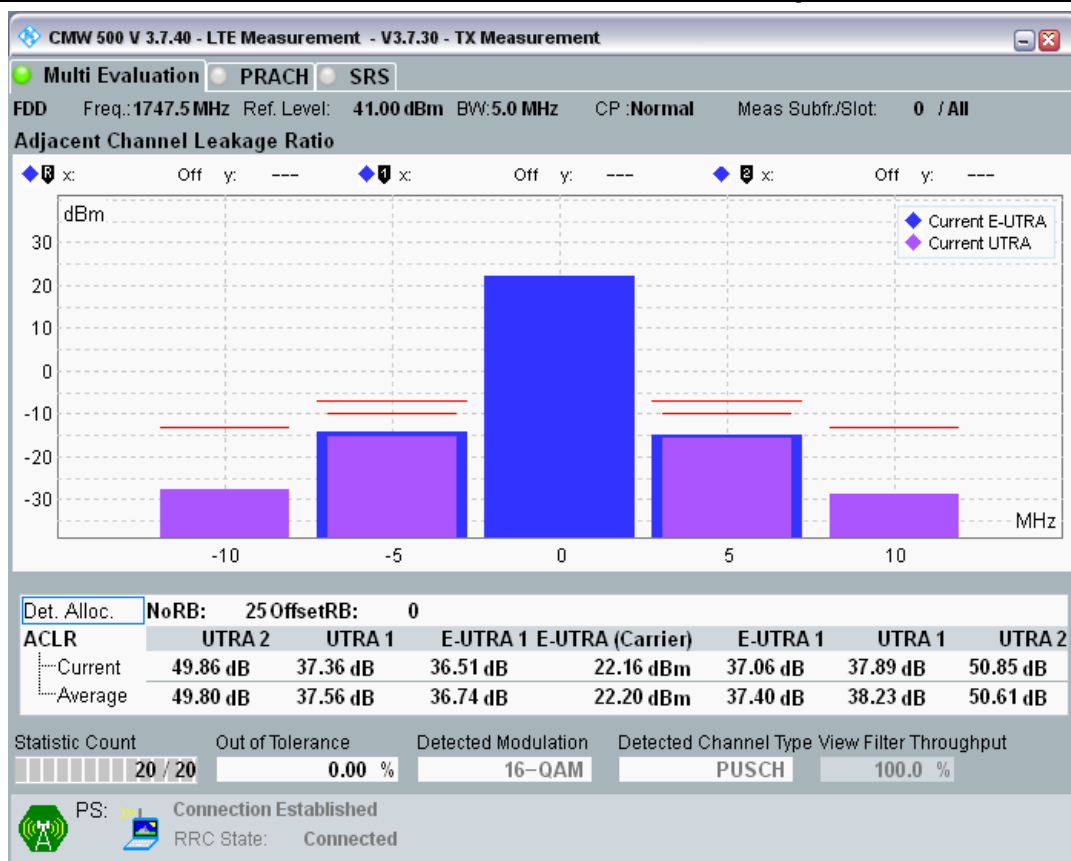 CMW 500 V 3.7.40 - LTE Measurement - V3.7.30 - TX Measurement
Multi Evaluation PRACH SRS
FDD Freq.: 1747.5 MHz Ref. Level: 41.00 dBm BW: 5.0 MHz CP : Normal Meas Subfr./Slot: 0 / All
Adjacent Channel Leakage Ratio
R x: Off y: --- 1 x: Off y: --- 2 x: Off y: ---
dBm
Current E-UTRA
Current UTRA
30
20
10
0
-10
-20
-30
MHz
-10 -5 0 5 10
Det. Alloc. NoRB: 25 OffsetRB: 0
ACLR UTRA 2 UTRA 1 E-UTRA 1 E-UTRA (Carrier) E-UTRA 1 UTRA 1 UTRA 2
Current 49.86 dB 37.36 dB 36.51 dB 22.16 dBm 37.06 dB 37.89 dB 50.85 dB
Average 49.80 dB 37.56 dB 36.74 dB 22.20 dBm 37.40 dB 38.23 dB 50.61 dB
Statistic Count Out of Tolerance Detected Modulation Detected Channel Type View Filter Throughput
20 / 20 0.00 % 16-QAM PUSCH 100.0 %
PS: Connection Established
RRC State: Connected